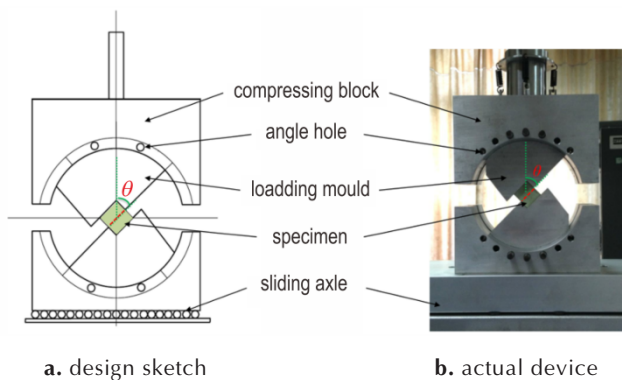 compressing block
angle hole
θ
θ
loadding mould
specimen
sliding axle
a. design sketch
b. actual device